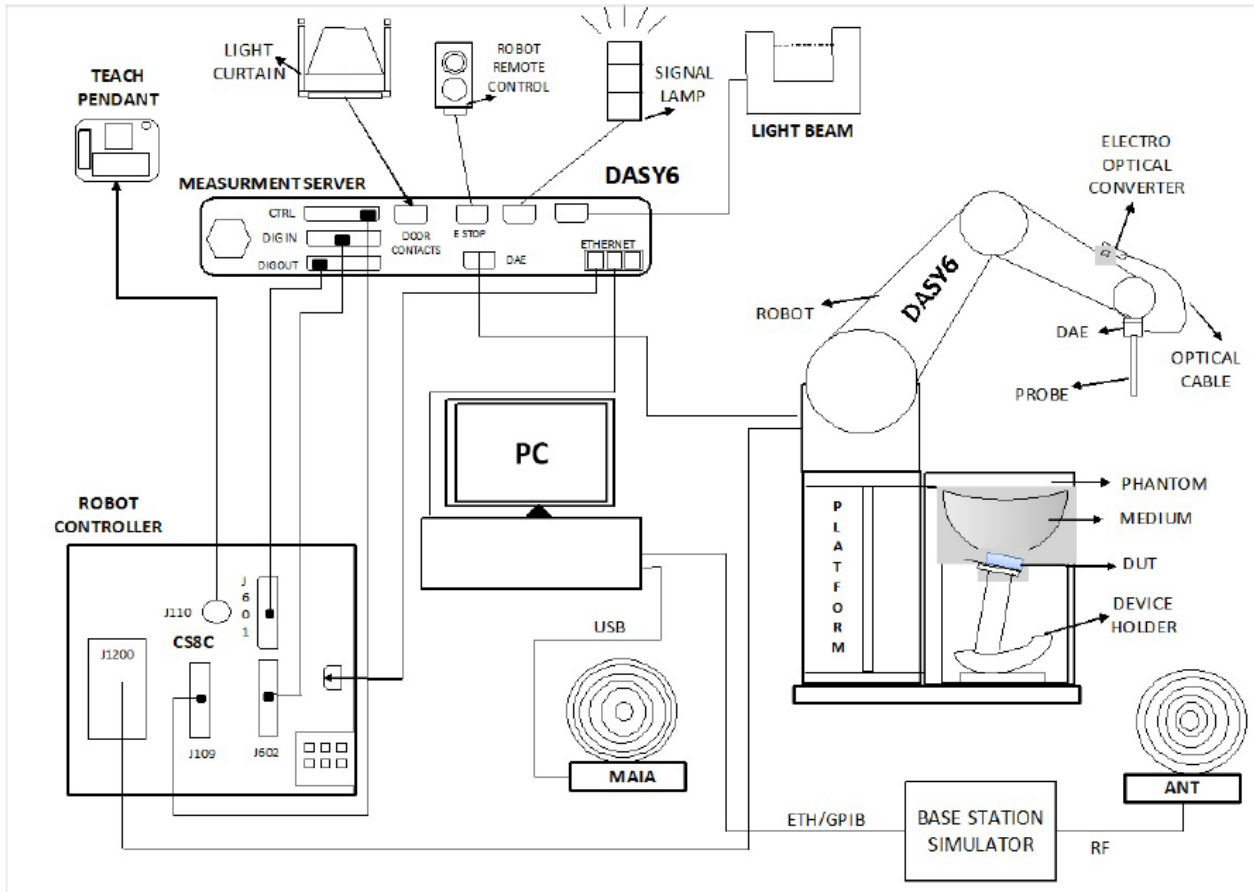 LIGHT
CURTAIN
ROBOT
REMOTE
CONTROL
SIGNAL
LAMP
LIGHT BEAM
TEACH
PENDANT
MEASURMENT SERVER
DASY6
CTRL
DIG IN
DIGOUT
DOOR
CONTACTS
E STOP
DAE
ETHERNET
ELECTRO
OPTICAL
CONVERTER
ROBOT
DASY6
DAE
OPTICAL
CABLE
PROBE
PC
PLATFORM
PHANTOM
MEDIUM
DUT
DEVICE
HOLDER
ROBOT
CONTROLLER
J110
J601
CS8C
J1200
J109
J602
USB
MAIA
ANT
ETH/GPIB
BASE STATION
SIMULATOR
RF